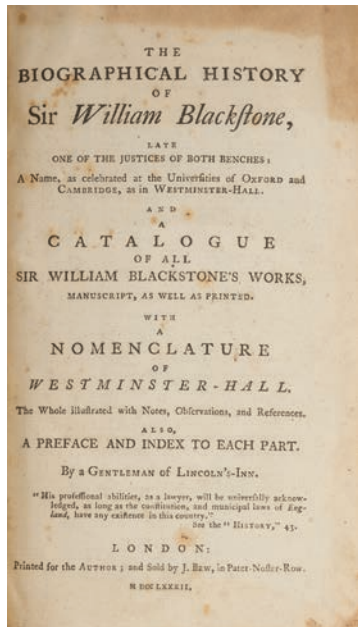 THE
BIOGRAPHICAL HISTORY
OF
Sir William Blackſtone,
LATE
ONE OF THE JUSTICES OF BOTH BENCHES;
A Name, as celebrated at the Univerſities of OXFORD and
CAMBRIDGE, as in WESTMINSTER-HALL.
AND
A
CATALOGUE
OF ALL
SIR WILLIAM BLACKSTONE'S WORKS,
MANUSCRIPT, AS WELL AS PRINTED.
WITH
A
NOMENCLATURE
OF
WESTMINSTER-HALL.
The Whole illuſtrated with Notes, Obſervations, and References.
ALSO,
A PREFACE AND INDEX TO EACH PART.
By a GENTLEMAN of LINCOLN'S-INN.
"His profeſſional abilities, as a lawyer, will be univerſally acknow-
ledged, as long as the conſtitution, and municipal laws of Eng-
land, have any exiſtence in this country."
See the "HISTORY," 43.
LONDON:
Printed for the AUTHOR; and Sold by J. BEW, in Pater-Noſter-Row.
M DCC LXXXII.